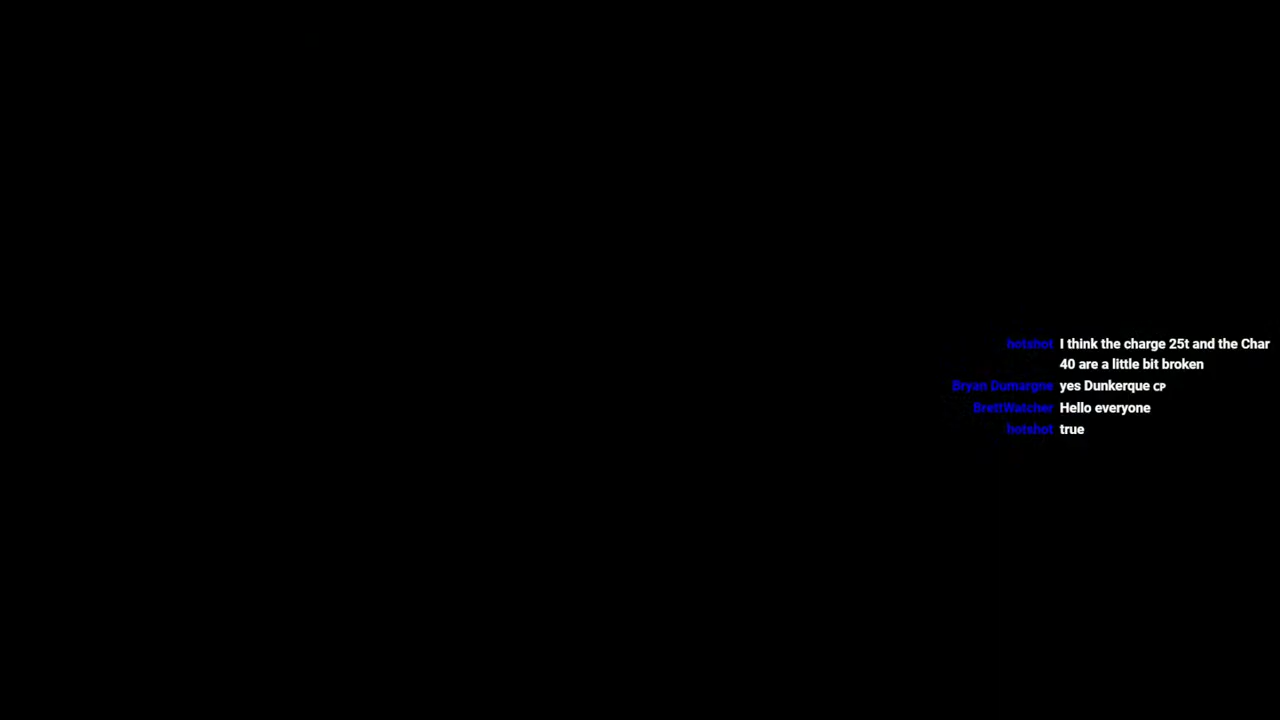 hotshot I think the charge 25t and the Char
40 are a little bit broken
Bryan Dumargne yes Dunkerque CP
BrettWatcher Hello everyone
hotshot true